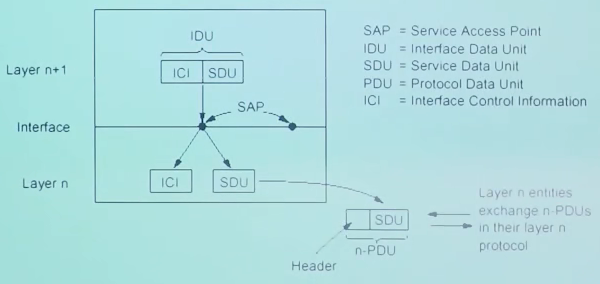 IDU
SAP = Service Access Point
IDU = Interface Data Unit
SDU = Service Data Unit
PDU = Protocol Data Unit
ICI = Interface Control Information
Layer n+1
ICI SDU
SAP
Interface
Layer n
ICI SDU
SDU
n-PDU
Header
Layer n entities
exchange n-PDUs
in their layer n
protocol